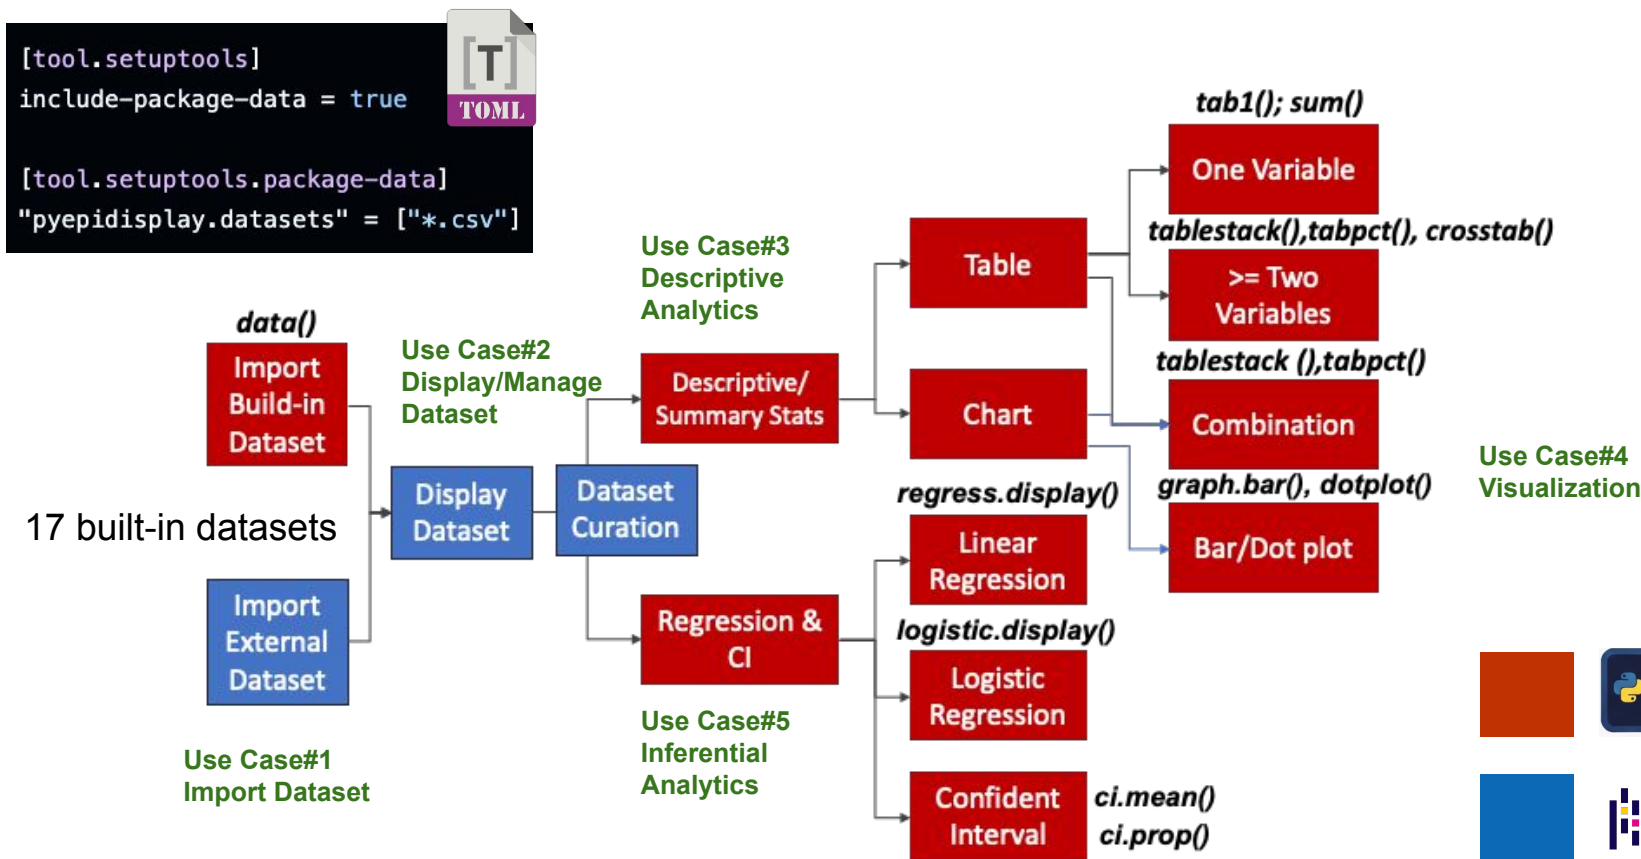 [tool.setuptools]
include-package-data = true
[tool.setuptools.package-data]
"pyepidisplay.datasets" = ["*.csv"]
[T]
TOML
data()
Import
Build-in
Dataset
17 built-in datasets
Import
External
Dataset
Use Case#1
Import Dataset
Use Case#2
Display/Manage
Dataset
Display
Dataset
Dataset
Curation
Use Case#3
Descriptive
Analytics
Descriptive/
Summary Stats
Regression &
CI
Use Case#5
Inferential
Analytics
Table
Chart
regress.display()
Linear
Regression
logistic.display()
Logistic
Regression
Confident
Interval
ci.mean()
ci.prop()
tab1(); sum()
One Variable
tablestack(),tabpct(), crosstab()
>= Two
Variables
tablestack (),tabpct()
Combination
graph.bar(), dotplot()
Bar/Dot plot
Use Case#4
Visualization